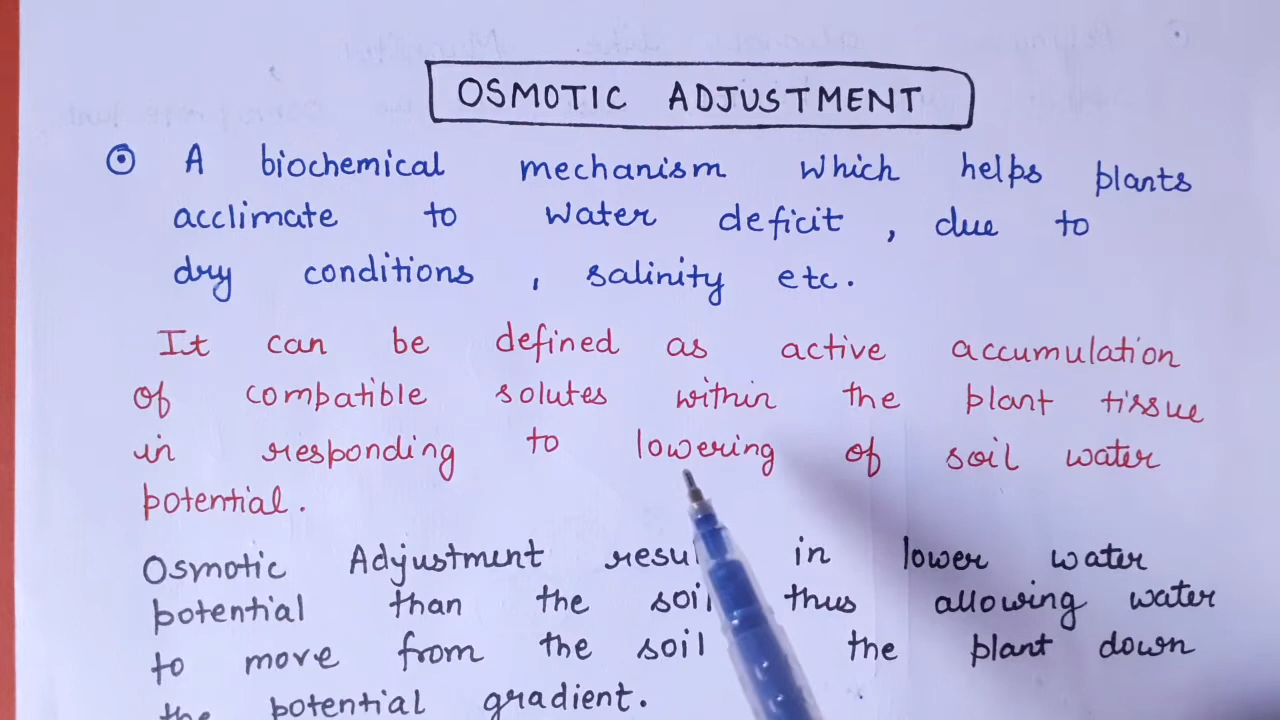 OSMOTIC ADJUSTMENT
A biochemical mechanism which helps plants
acclimate to water deficit, due to
dry conditions, salinity etc.
It can be defined as active accumulation
of compatible solutes within the plant tissue
in responding to lowering of soil water
potential.
Osmotic Adjustment resul in lower water
potential than the soil thus allowing water
to move from the soil the plant down
the potential gradient.